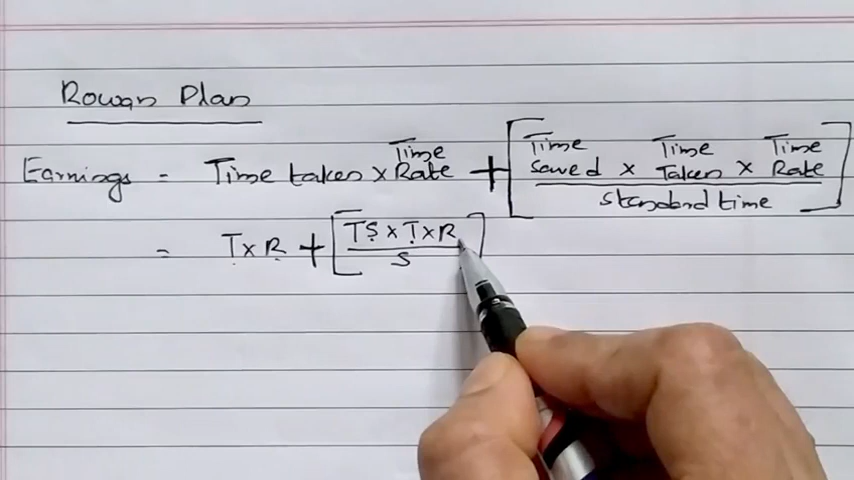 Rowan Plan
Earnings = Time taken × Time Rate + [Time saved × Time Taken × Time Rate / standard time]
= T × R + [TS × T × R / S]